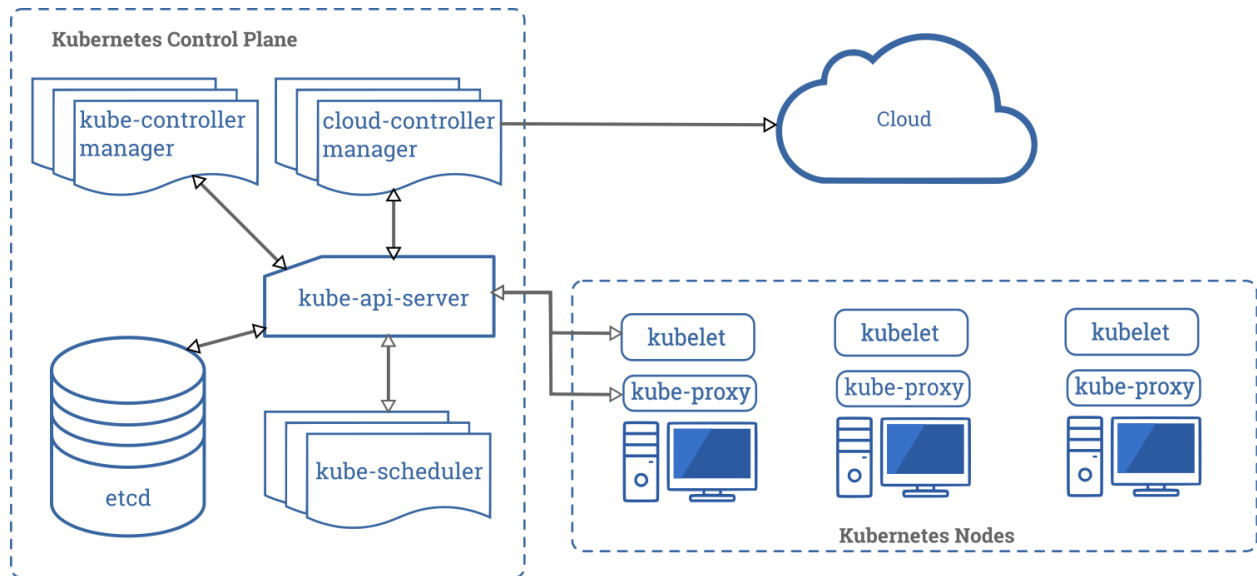 Kubernetes Control Plane
kube-controller
manager
cloud-controller
manager
Cloud
kube-api-server
kubelet
kubelet
kubelet
kube-proxy
kube-proxy
kube-proxy
etcd
kube-scheduler
Kubernetes Nodes